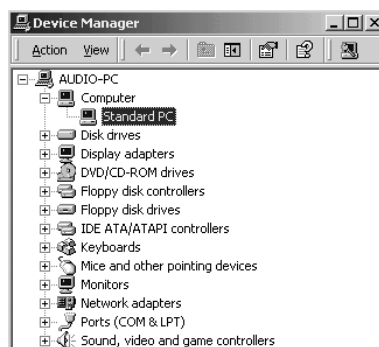 Device Manager
Action View
AUDIO-PC
Computer
Standard PC
Disk drives
Display adapters
DVD/CD-ROM drives
Floppy disk controllers
Floppy disk drives
IDE ATA/ATAPI controllers
Keyboards
Mice and other pointing devices
Monitors
Network adapters
Ports (COM & LPT)
Sound, video and game controllers